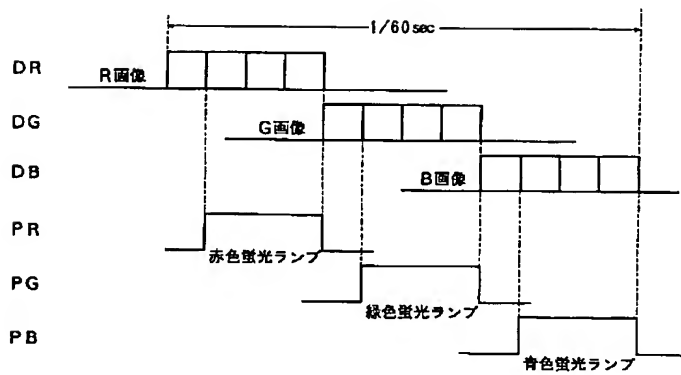 1/60sec
DR
R画像
DG
G画像
DB
B画像
PR
赤色蛍光ランプ
PG
緑色蛍光ランプ
PB
青色蛍光ランプ